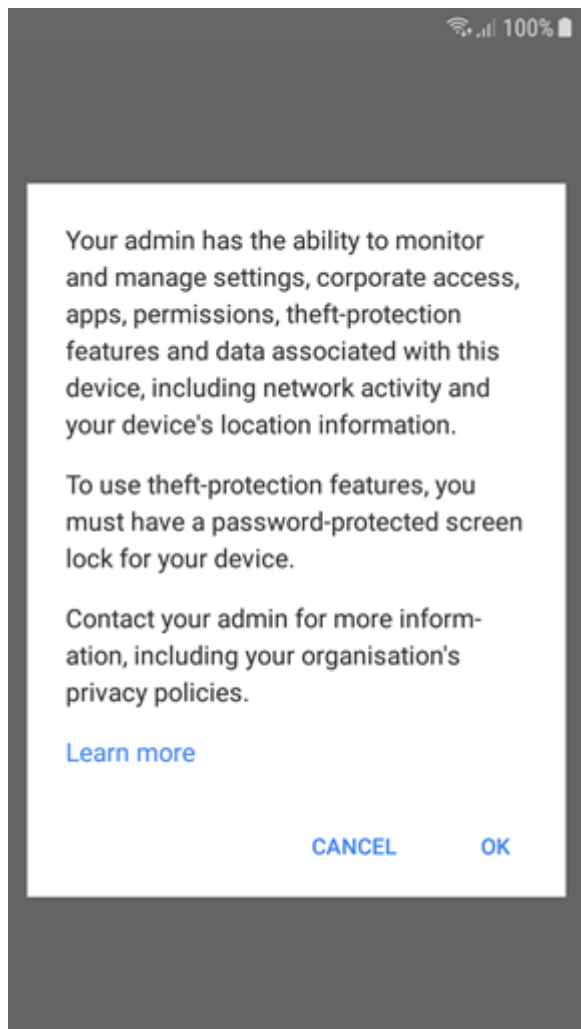 100%
Your admin has the ability to monitor
and manage settings, corporate access,
apps, permissions, theft-protection
features and data associated with this
device, including network activity and
your device's location information.
To use theft-protection features, you
must have a password-protected screen
lock for your device.
Contact your admin for more inform-
ation, including your organisation's
privacy policies.
Learn more
CANCEL OK